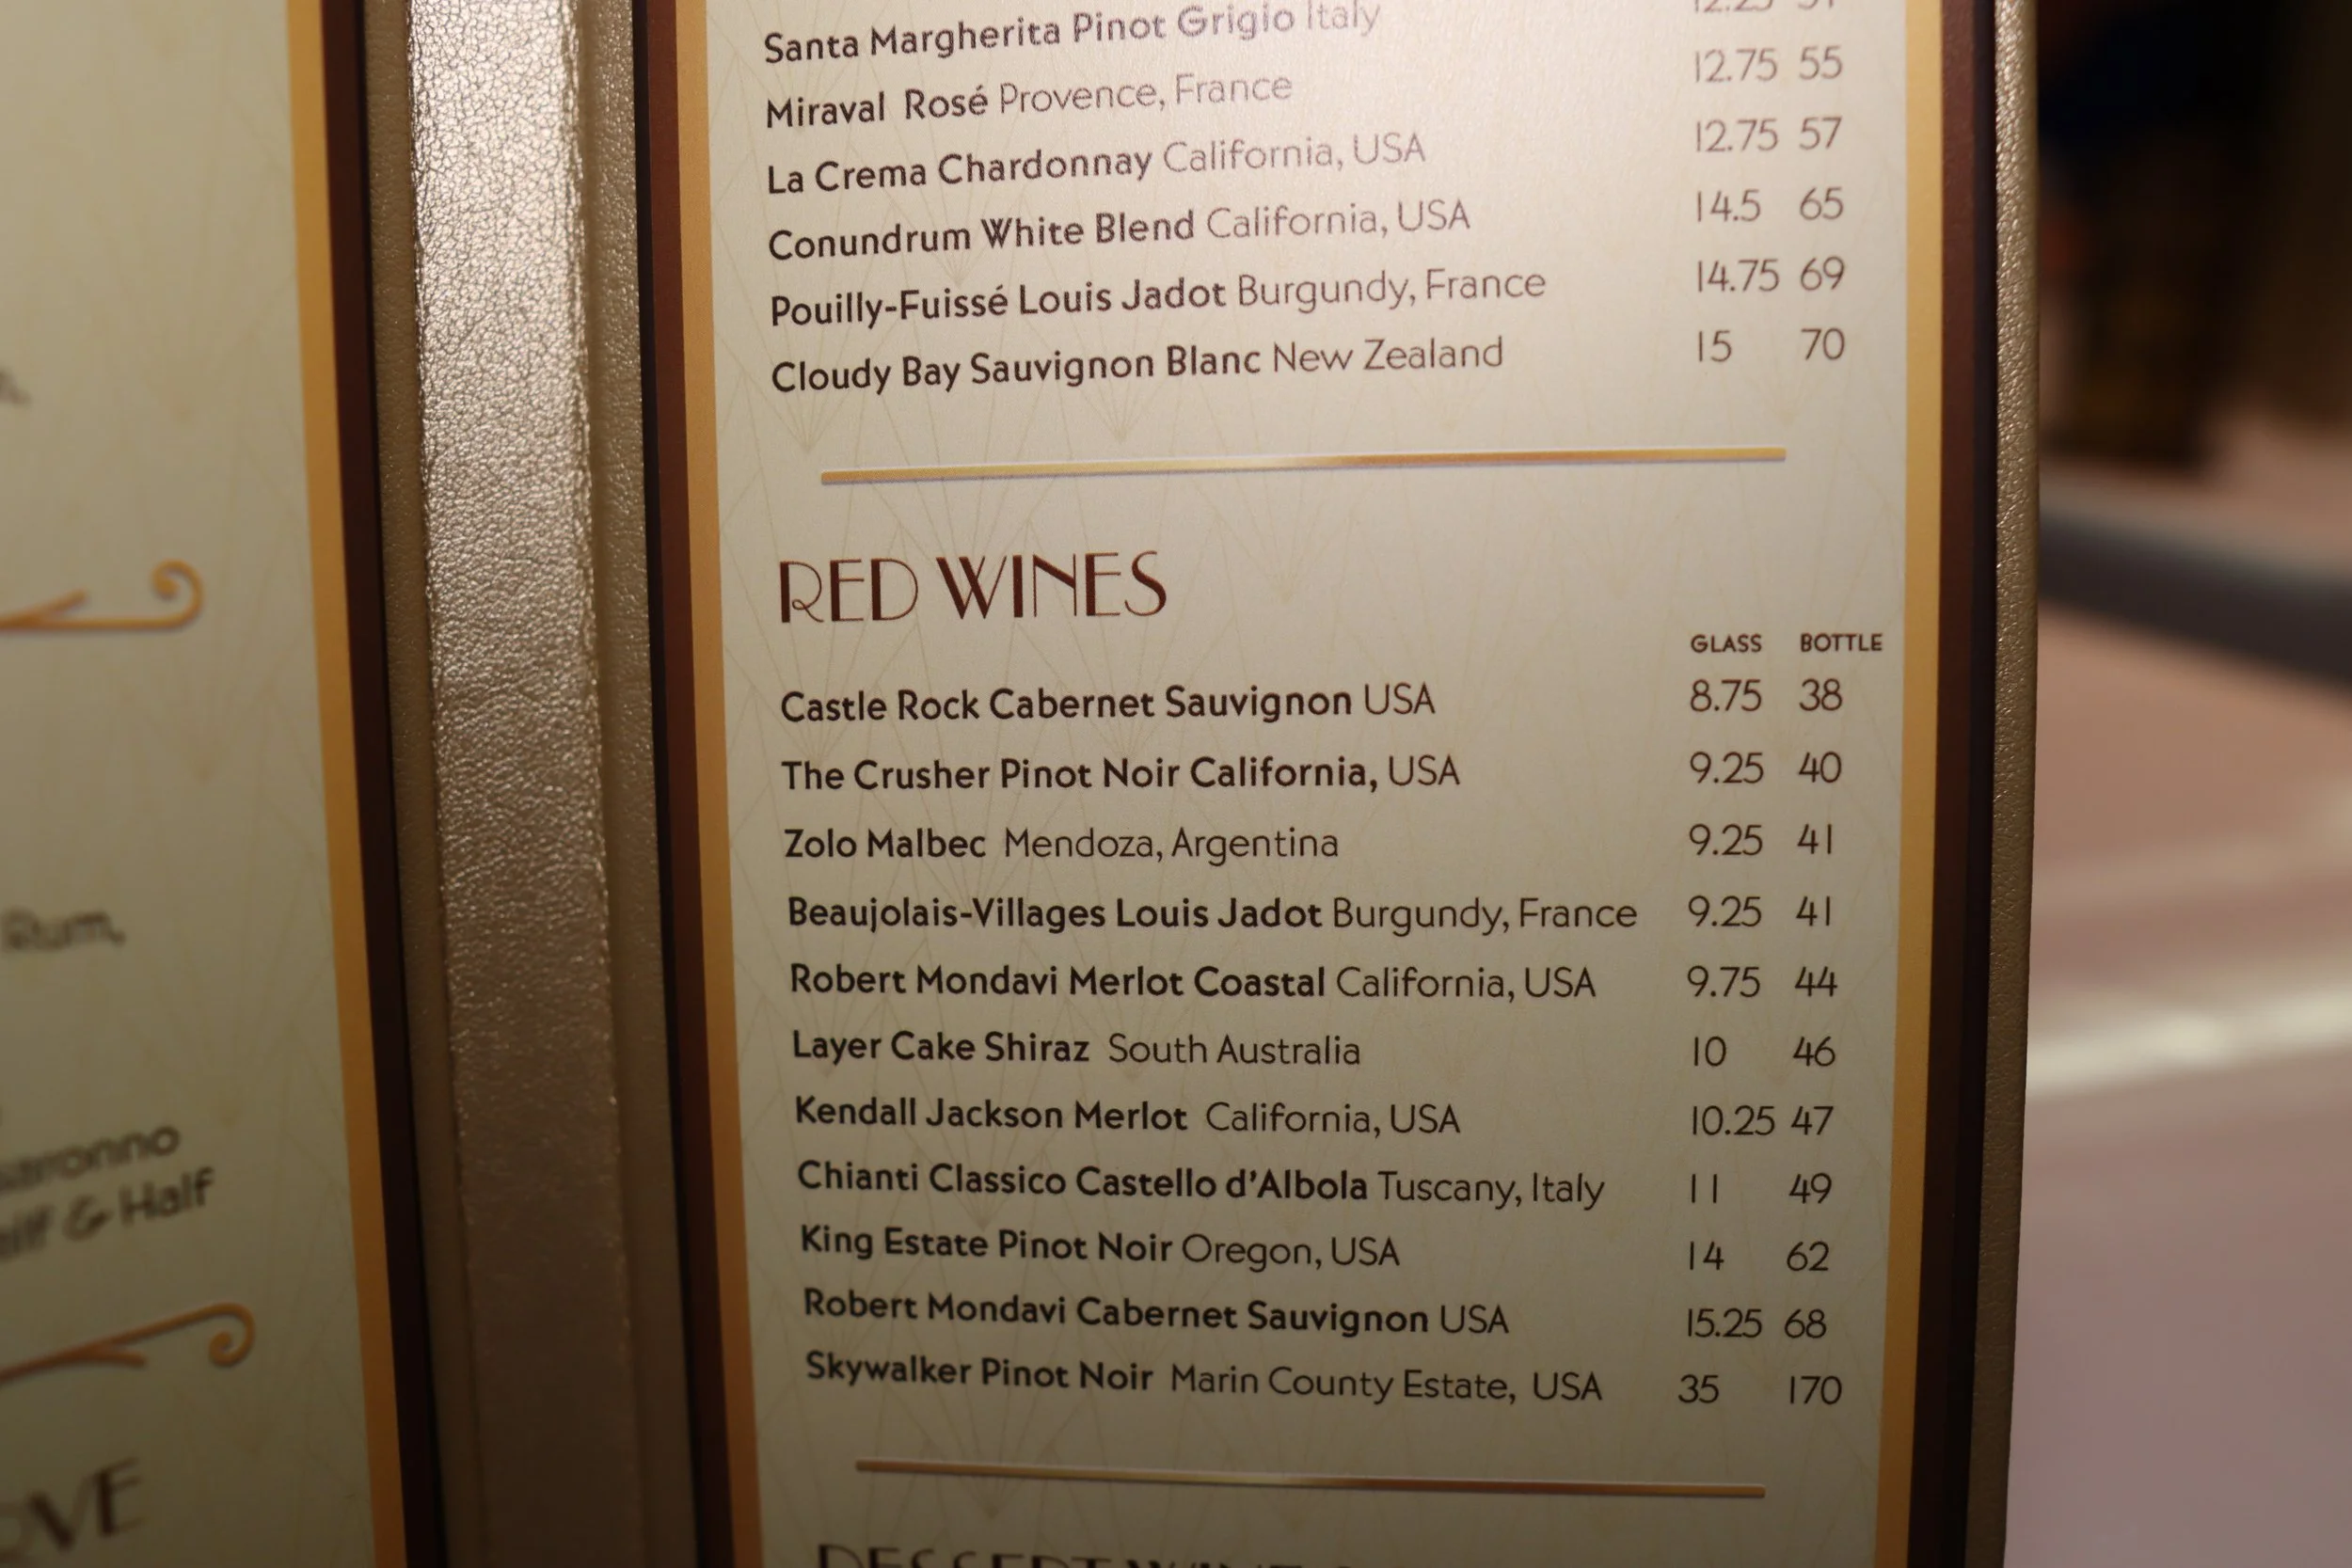 Rum,
& Half
Santa Margherita Pinot Grigio Italy
Miraval Rosé Provence, France 12.75 55
La Crema Chardonnay California, USA 12.75 57
Conundrum White Blend California, USA 14.5 65
Pouilly-Fuissé Louis Jadot Burgundy, France 14.75 69
Cloudy Bay Sauvignon Blanc New Zealand 15 70
RED WINES
GLASS BOTTLE
Castle Rock Cabernet Sauvignon USA 8.75 38
The Crusher Pinot Noir California, USA 9.25 40
Zolo Malbec Mendoza, Argentina 9.25 41
Beaujolais-Villages Louis Jadot Burgundy, France 9.25 41
Robert Mondavi Merlot Coastal California, USA 9.75 44
Layer Cake Shiraz South Australia 10 46
Kendall Jackson Merlot California, USA 10.25 47
Chianti Classico Castello d'Albola Tuscany, Italy 11 49
King Estate Pinot Noir Oregon, USA 14 62
Robert Mondavi Cabernet Sauvignon USA 15.25 68
Skywalker Pinot Noir Marin County Estate, USA 35 170